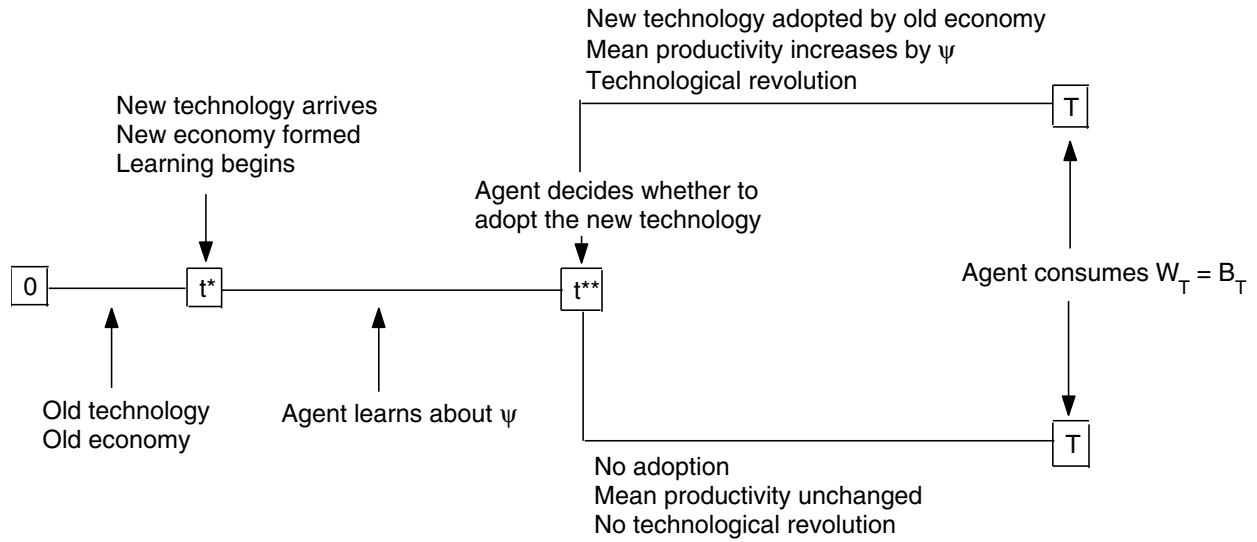 New technology adopted by old economy
Mean productivity increases by ψ
Technological revolution
T
New technology arrives
New economy formed
Learning begins
Agent decides whether to
adopt the new technology
0
t*
t**
Agent consumes W_T = B_T
Old technology
Old economy
Agent learns about ψ
T
No adoption
Mean productivity unchanged
No technological revolution